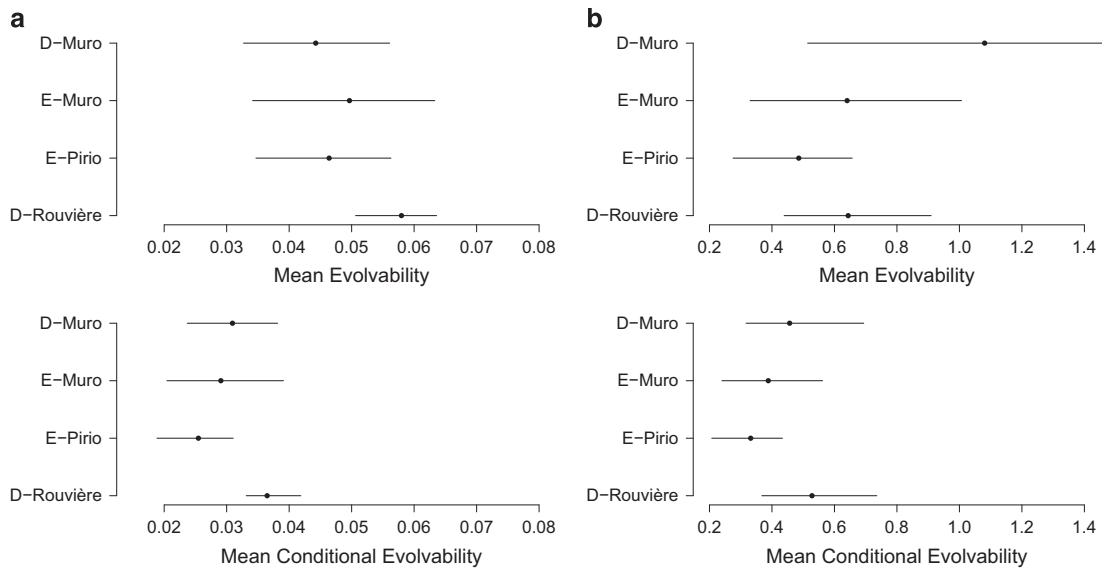 a
D−Muro
E−Muro
E−Pirio
D−Rouvière
0.02 0.03 0.04 0.05 0.06 0.07 0.08
Mean Evolvability
D−Muro
E−Muro
E−Pirio
D−Rouvière
0.02 0.03 0.04 0.05 0.06 0.07 0.08
Mean Conditional Evolvability
b
D−Muro
E−Muro
E−Pirio
D−Rouvière
0.2 0.4 0.6 0.8 1.0 1.2 1.4
Mean Evolvability
D−Muro
E−Muro
E−Pirio
D−Rouvière
0.2 0.4 0.6 0.8 1.0 1.2 1.4
Mean Conditional Evolvability